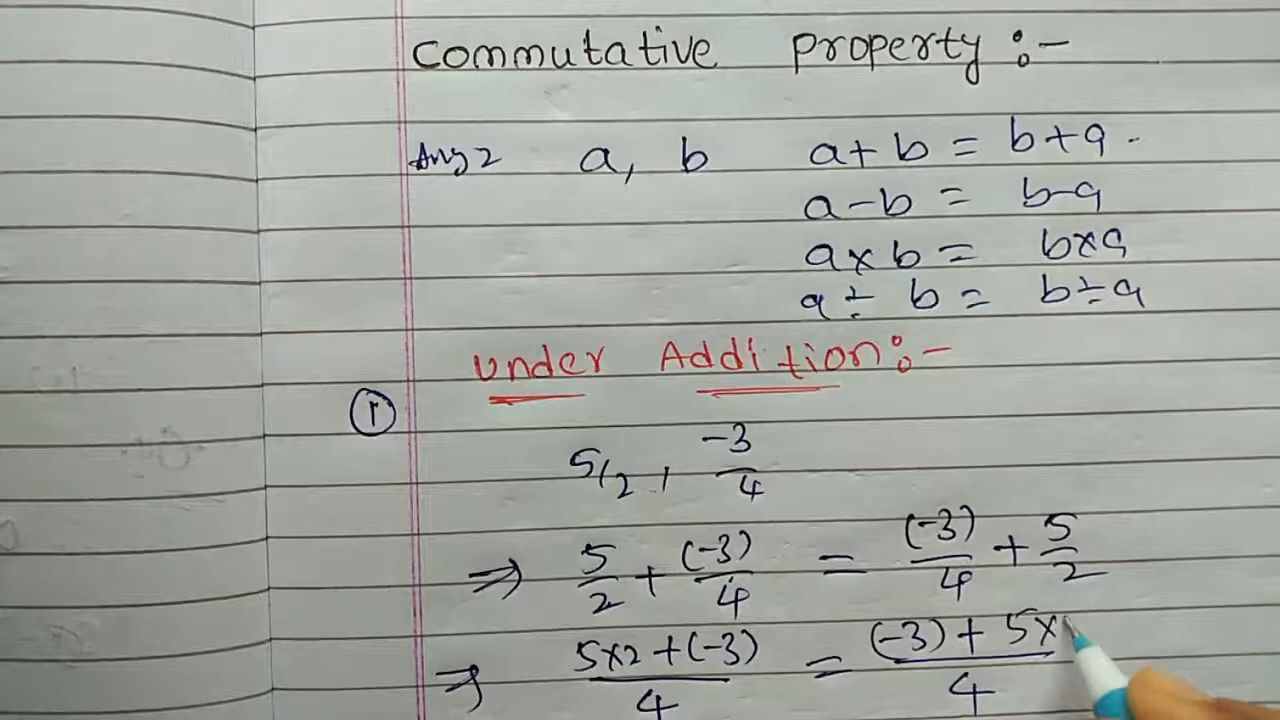 Commutative property :-
Ans 2 a, b a+b = b+a.
a-b = b-a
a×b = b×a
a ÷ b = b÷a
Under Addition :-
1
5/2, -3/4
⇒ 5/2 + (-3)/4 = (-3)/4 + 5/2
⇒ 5×2+(-3)/4 = (-3)+5×/4